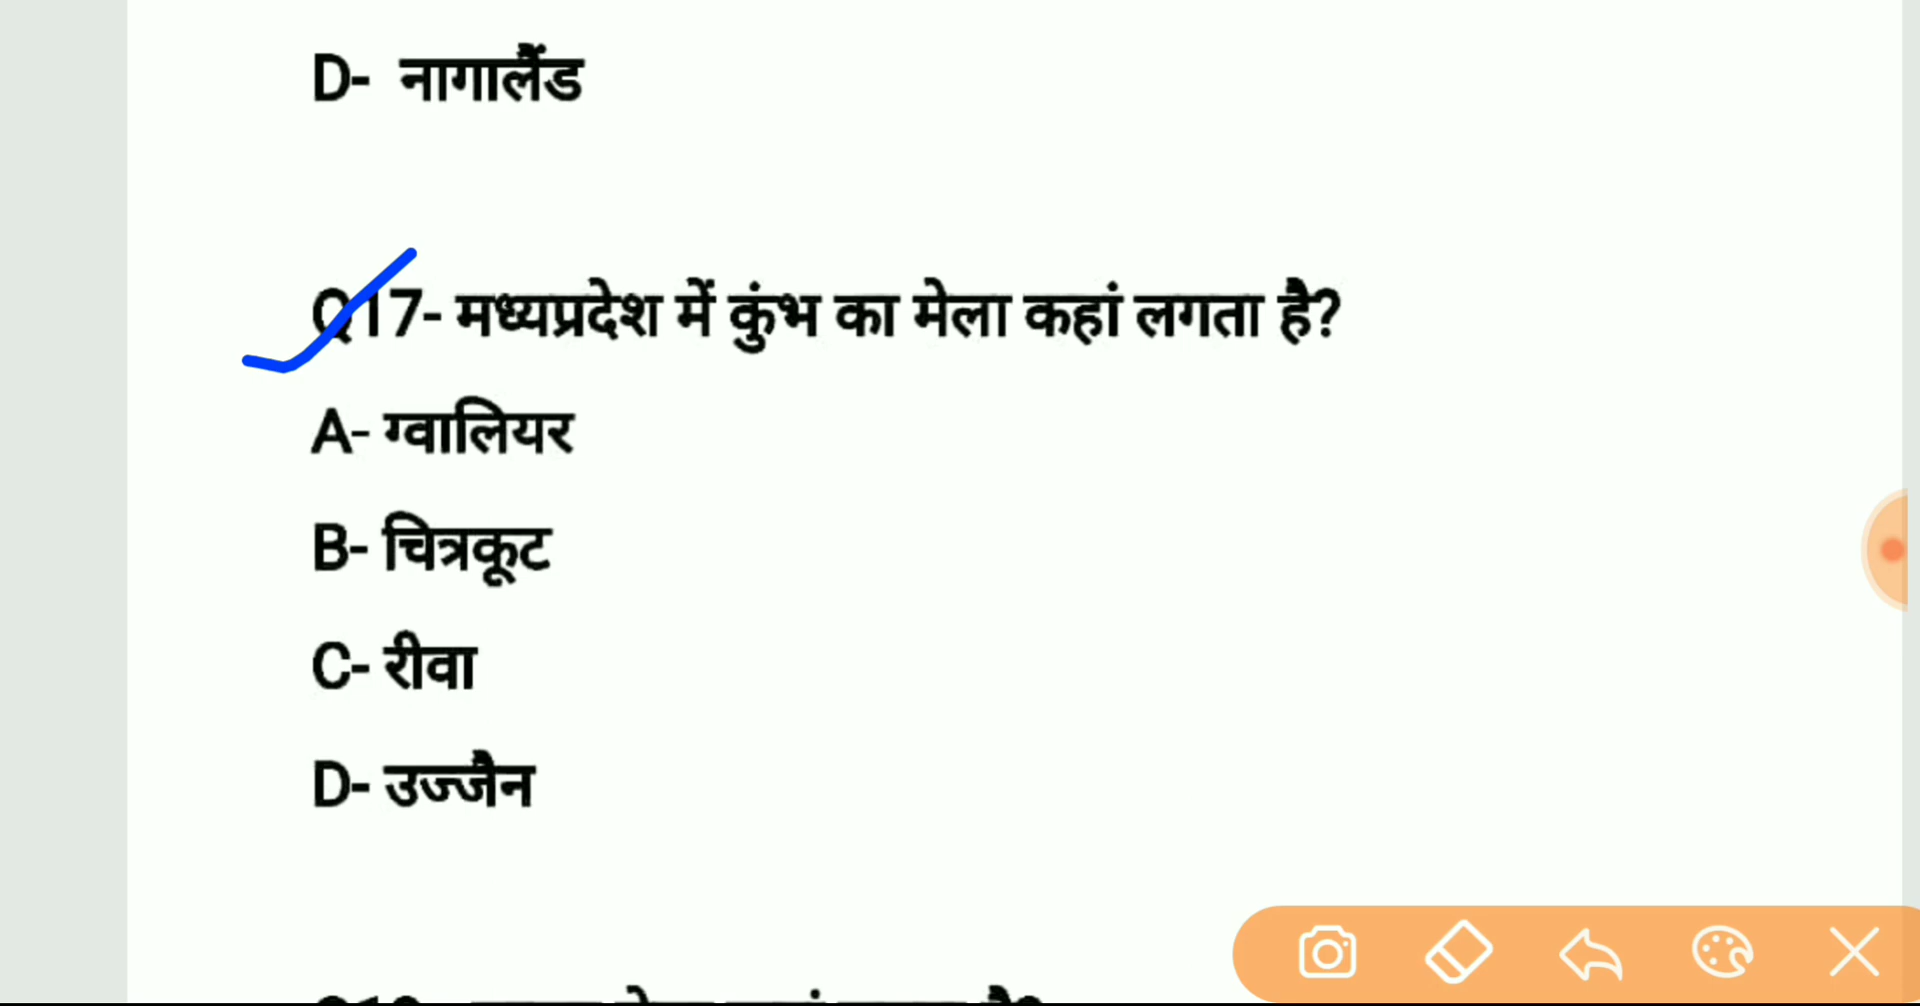 D- नागालैंड
Q17- मध्यप्रदेश में कुंभ का मेला कहां लगता है?
A- ग्वालियर
B- चित्रकूट
C- रीवा
D- उज्जैन